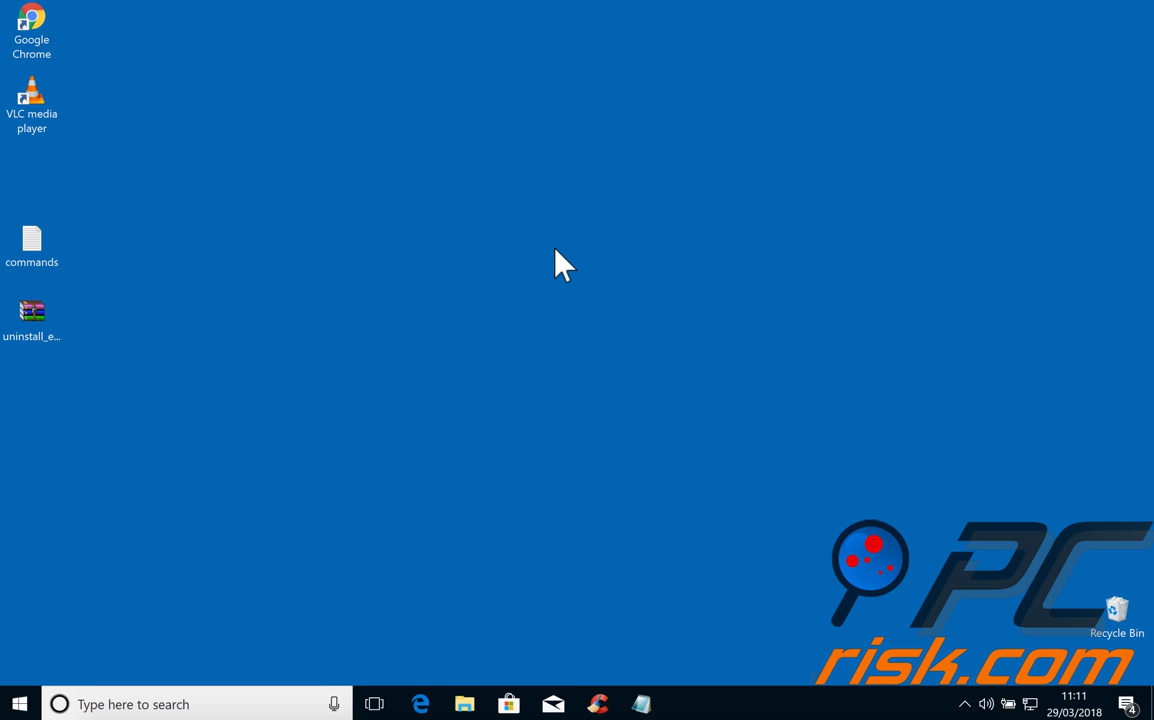 Google
Chrome
VLC media
player
commands
uninstall_e...
PC
risk.com
Recycle Bin
Type here to search
11:11
29/03/2018
4